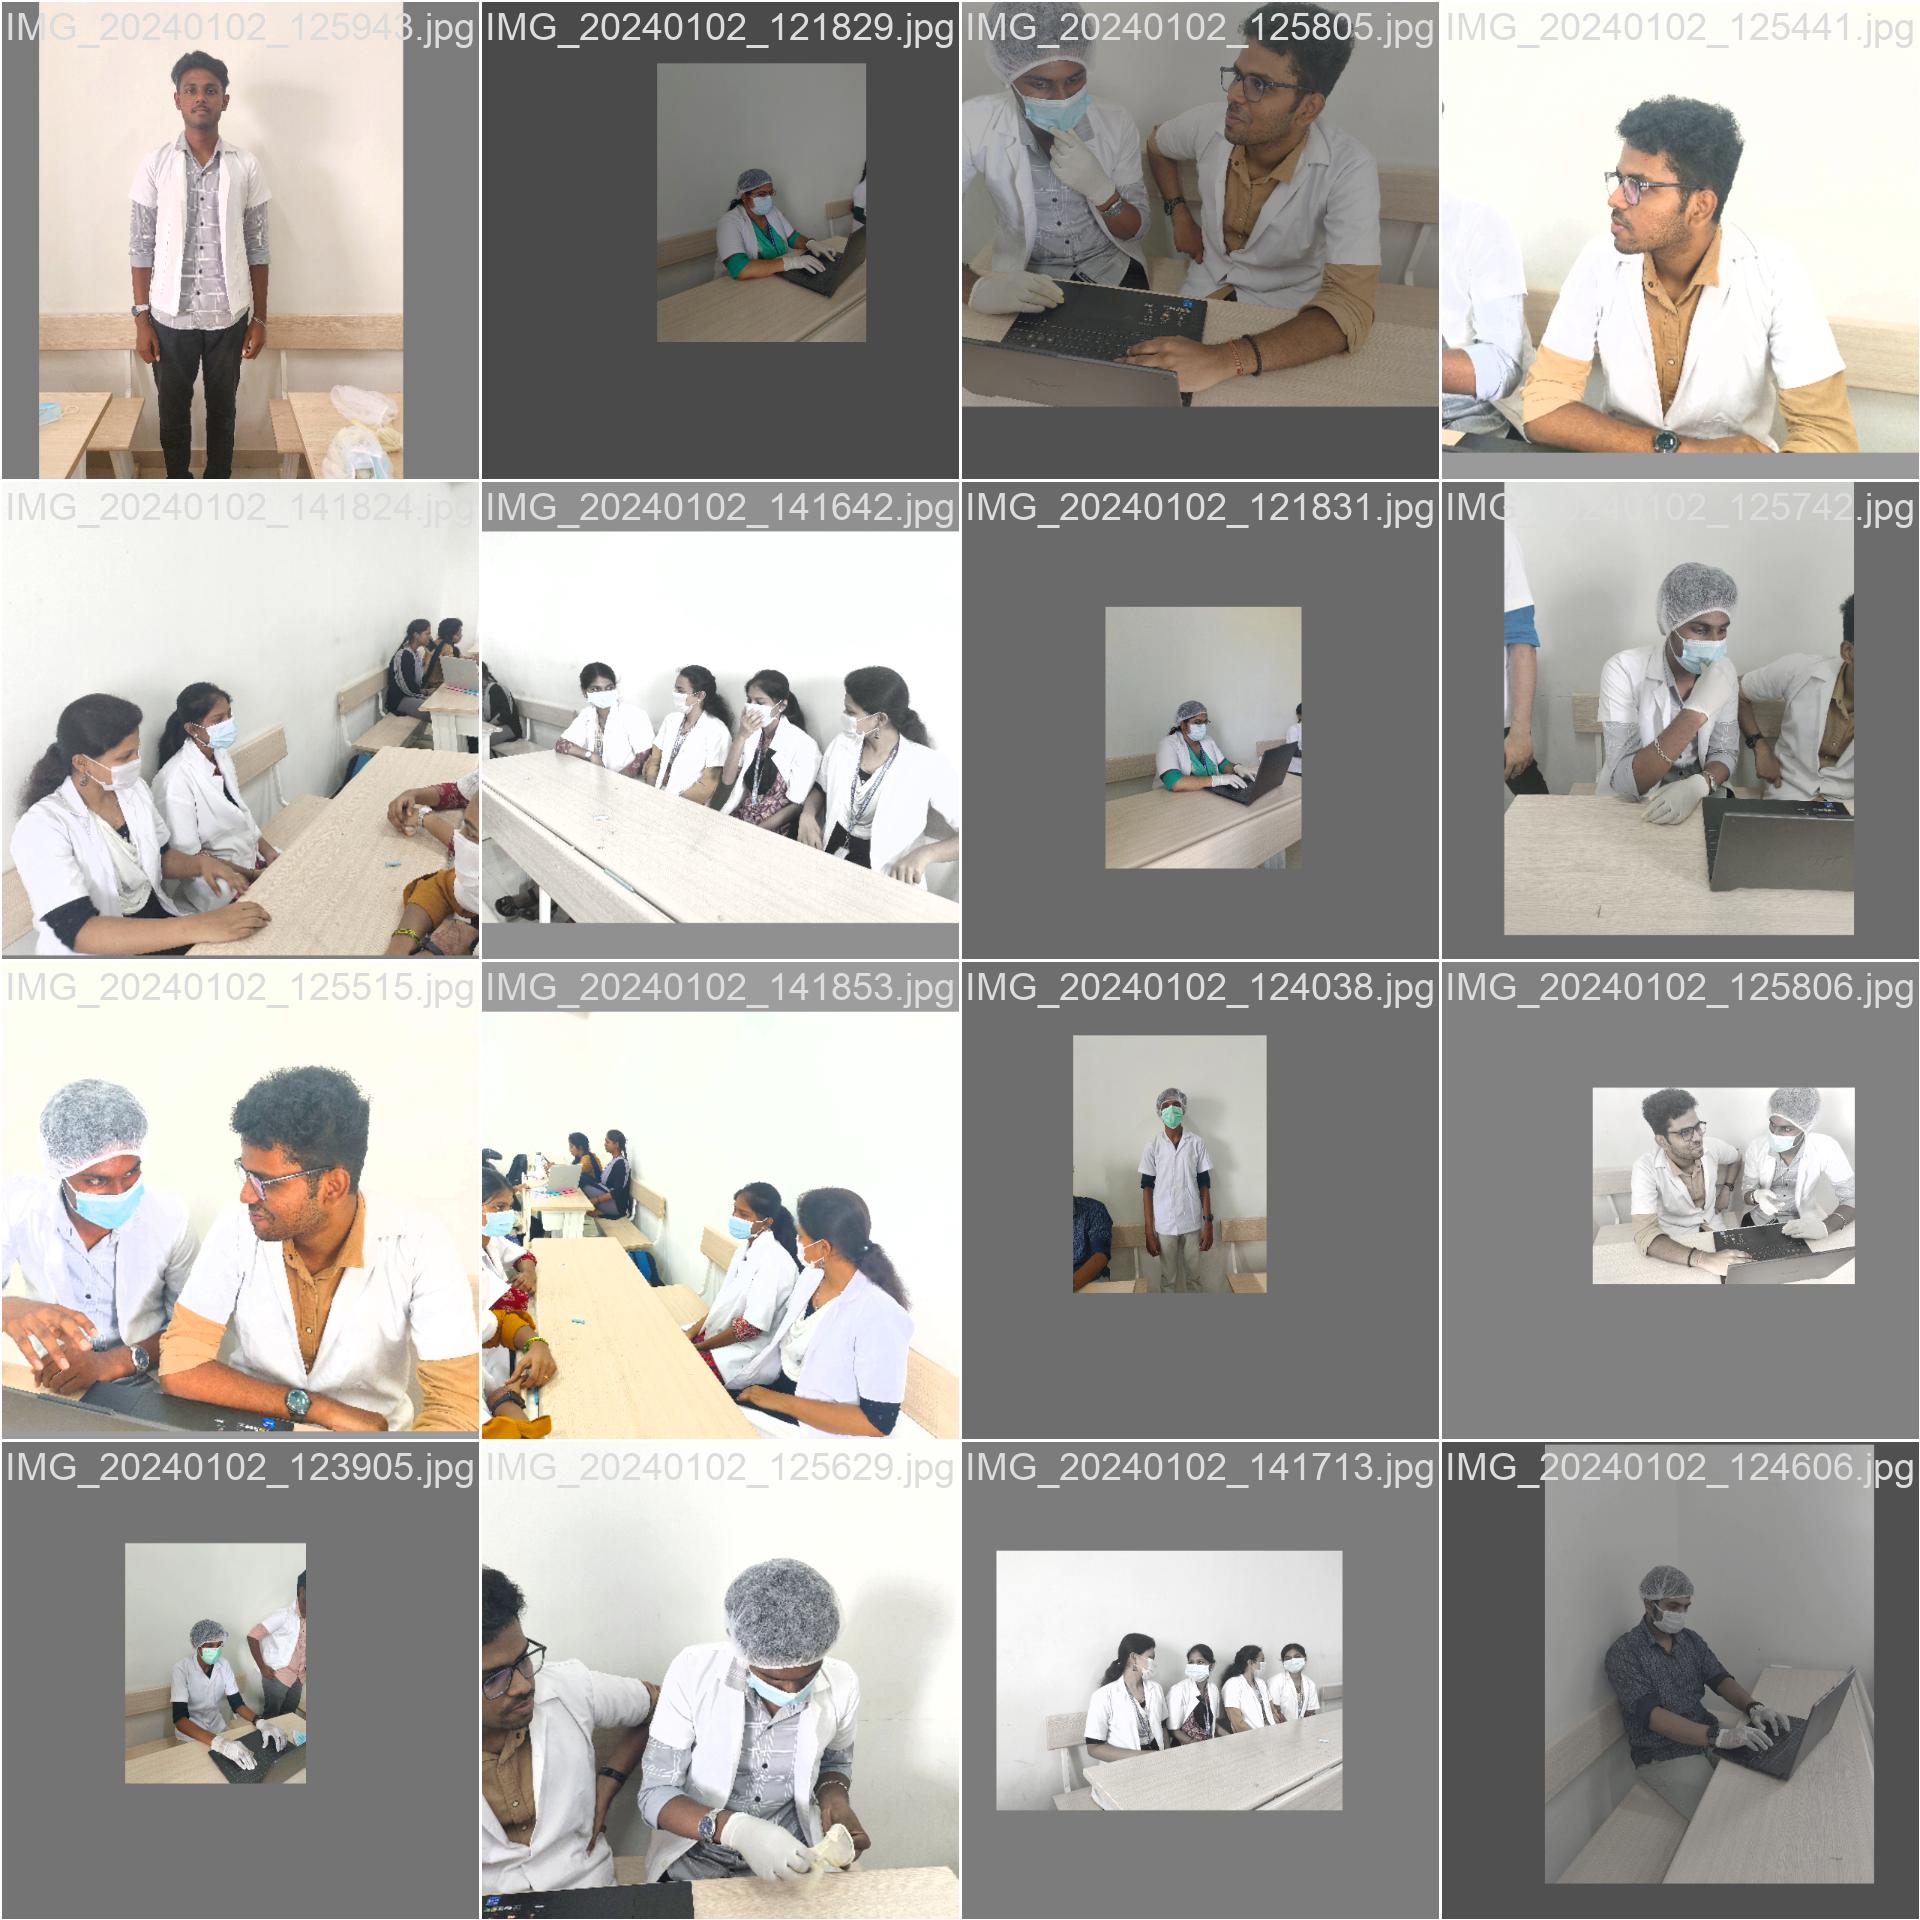 IMG_20240102_125943.jpg
IMG_20240102_121829.jpg
IMG_20240102_125805.jpg
IMG_20240102_125441.jpg
IMG_20240102_141824.jpg
IMG_20240102_141642.jpg
IMG_20240102_121831.jpg
IMG_20240102_125742.jpg
IMG_20240102_125515.jpg
IMG_20240102_141853.jpg
IMG_20240102_124038.jpg
IMG_20240102_125806.jpg
IMG_20240102_123905.jpg
IMG_20240102_125629.jpg
IMG_20240102_141713.jpg
IMG_20240102_124606.jpg